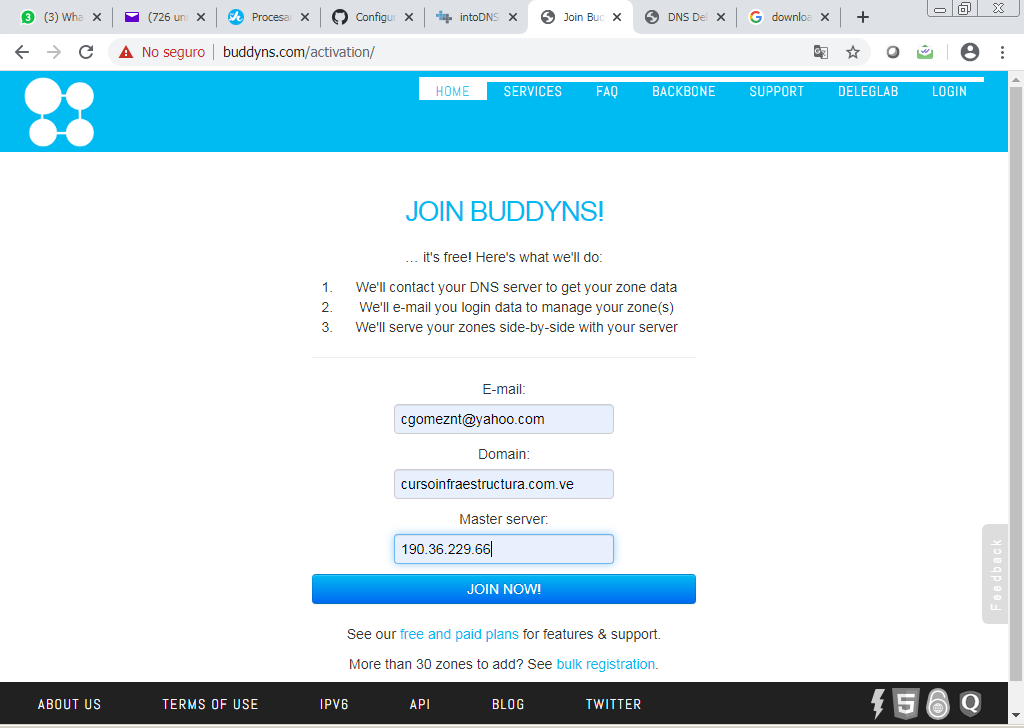 3 (3) Wha
(726 un
Procesa
Configur
intoDNS
Join Bud
DNS Del
downloa
No seguro buddyns.com/activation/
HOME SERVICES FAQ BACKBONE SUPPORT DELEGLAB LOGIN
JOIN BUDDYNS!
… it's free! Here's what we'll do:
1. We'll contact your DNS server to get your zone data
2. We'll e-mail you login data to manage your zone(s)
3. We'll serve your zones side-by-side with your server
E-mail:
cgomeznt@yahoo.com
Domain:
cursoinfraestructura.com.ve
Master server:
190.36.229.66
JOIN NOW!
See our free and paid plans for features & support.
More than 30 zones to add? See bulk registration.
Feedback
ABOUT US TERMS OF USE IPV6 API BLOG TWITTER